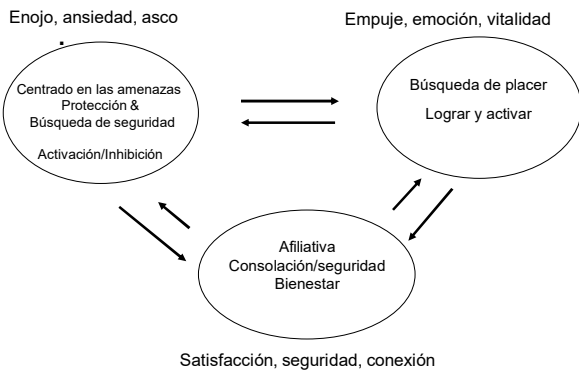 Enojo, ansiedad, asco
Empuje, emoción, vitalidad
Centrado en las amenazas
Protección &
Búsqueda de seguridad
Activación/Inhibición
Búsqueda de placer
Lograr y activar
Afiliativa
Consolación/seguridad
Bienestar
Satisfacción, seguridad, conexión